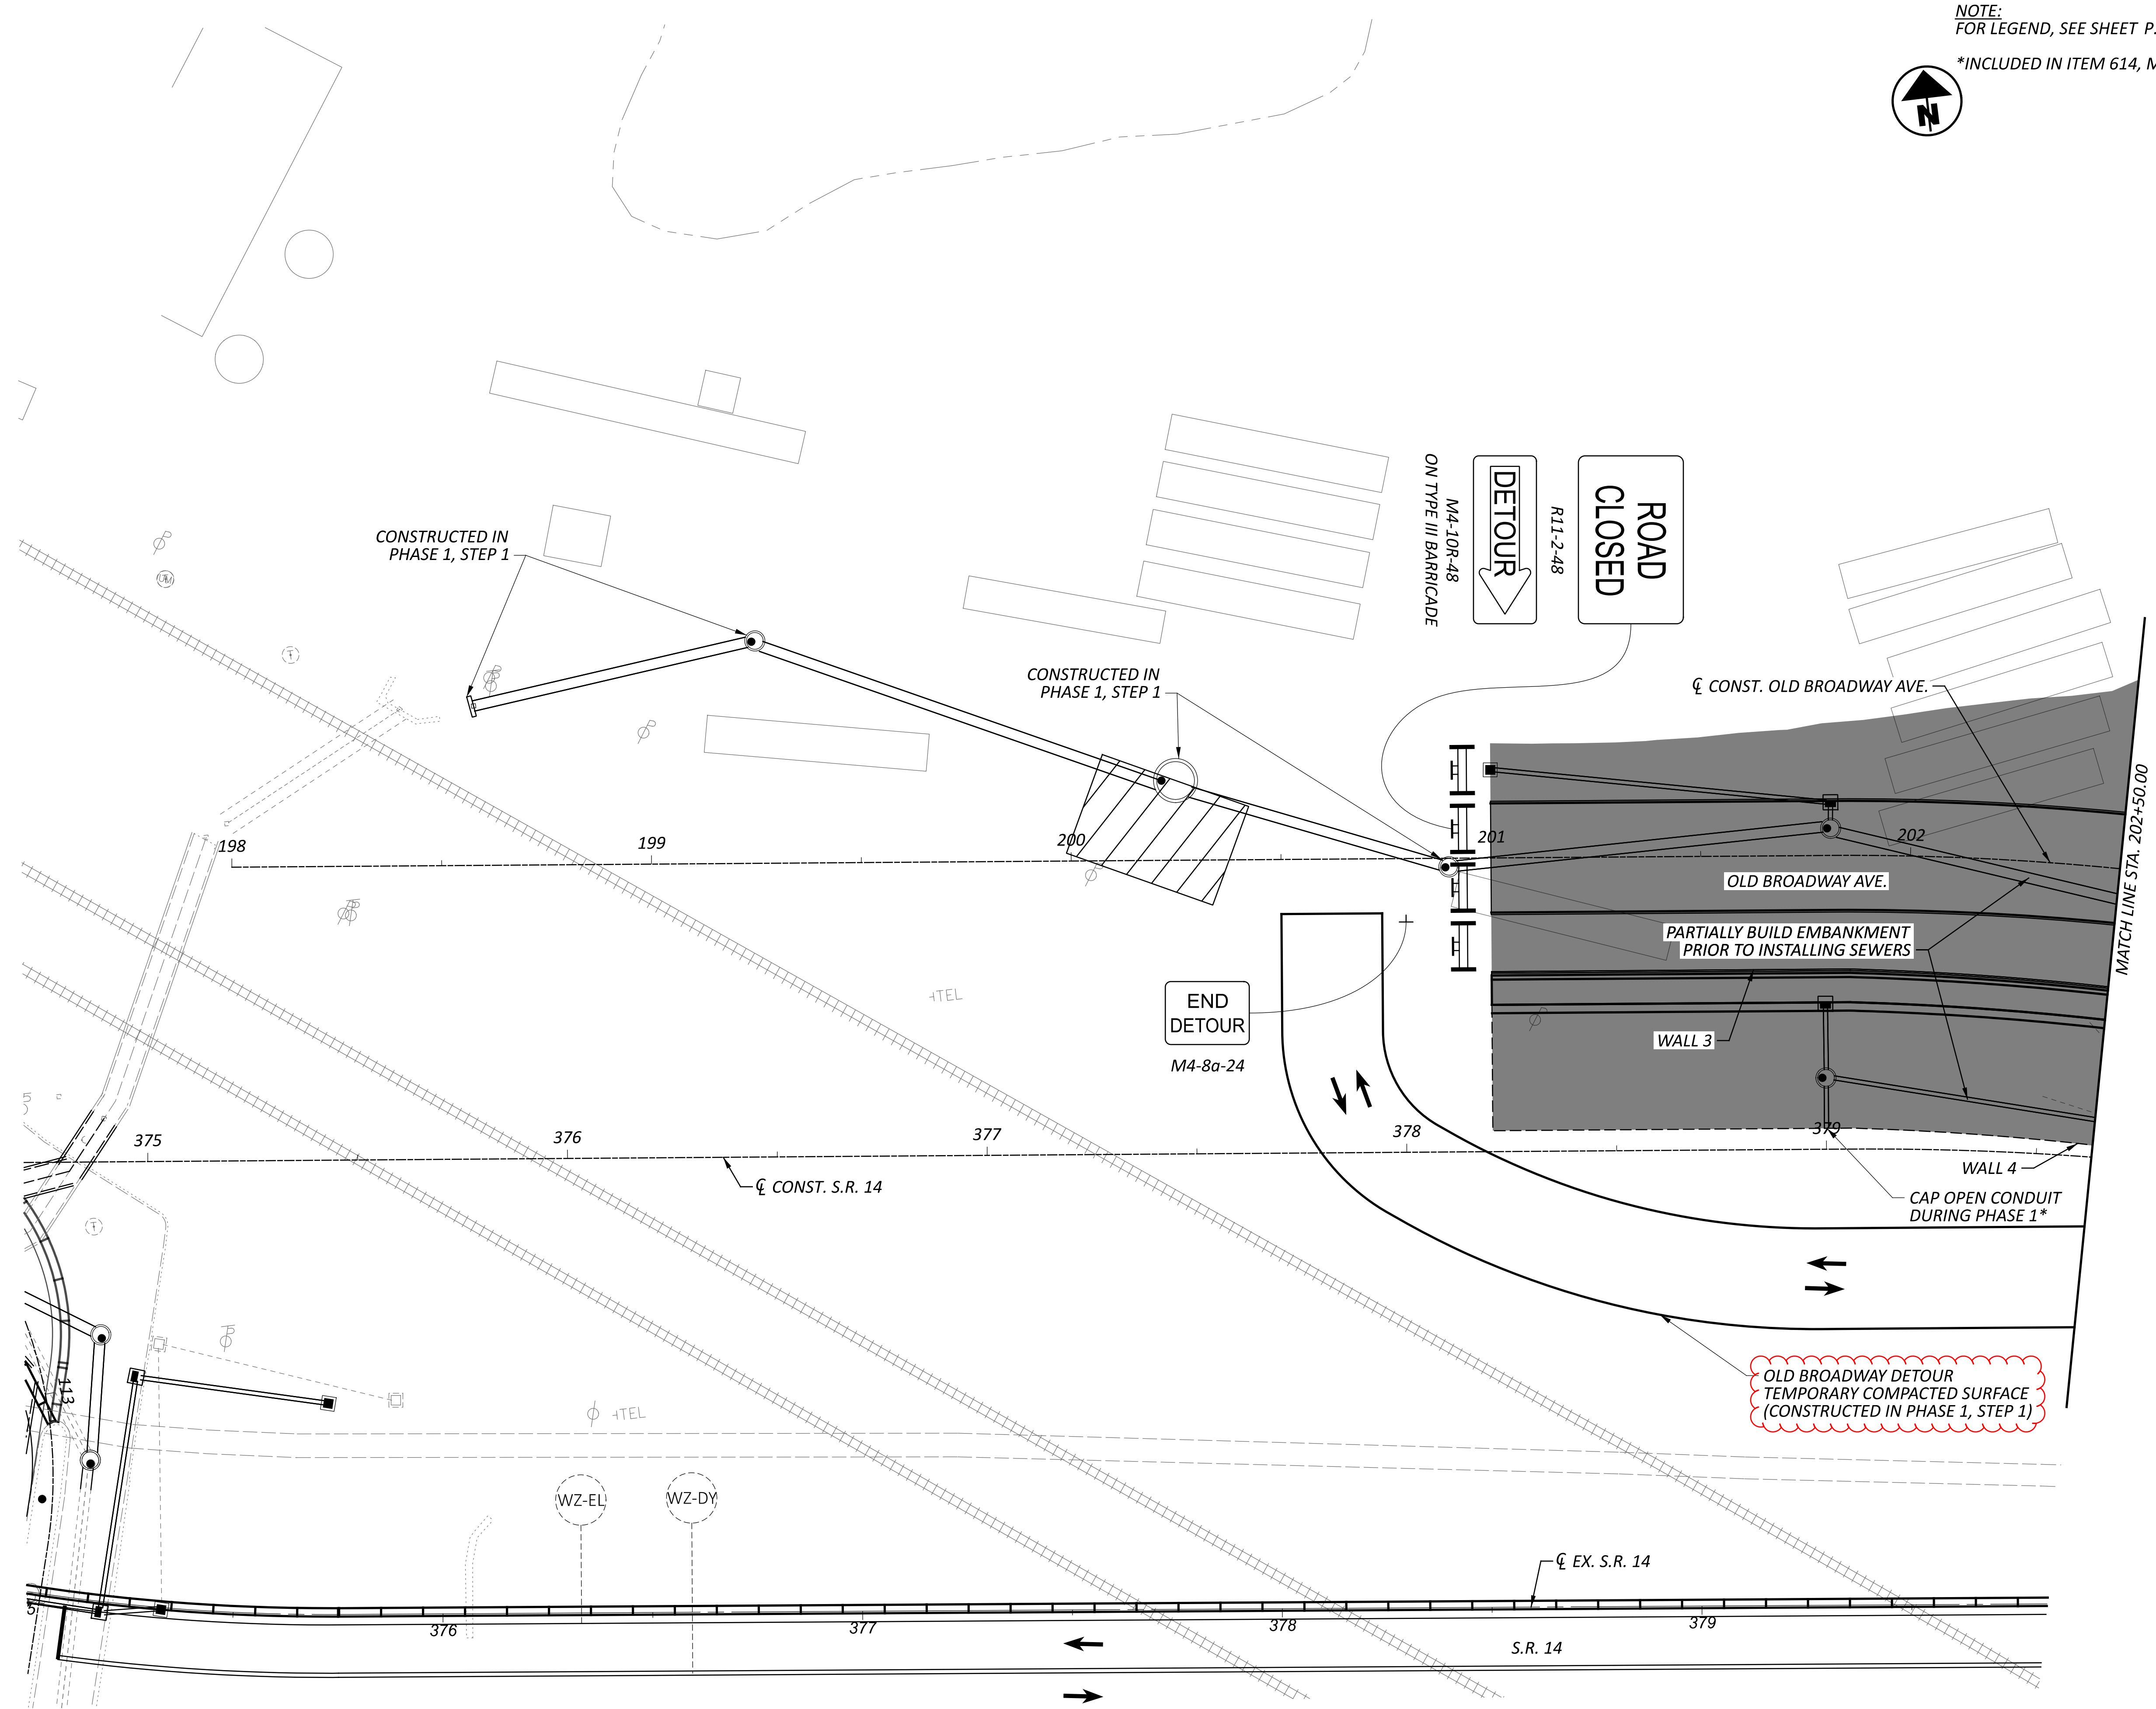 NOTE:
FOR LEGEND, SEE SHEET P.
*INCLUDED IN ITEM 614, M
N
ROAD
CLOSED
R11-2-48
DETOUR
M4-10R-48
ON TYPE III BARRICADE
CONSTRUCTED IN
PHASE 1, STEP 1
CONSTRUCTED IN
PHASE 1, STEP 1
℄ CONST. OLD BROADWAY AVE.
MATCH LINE STA. 202+50.00
198
199
200
201
202
OLD BROADWAY AVE.
PARTIALLY BUILD EMBANKMENT
PRIOR TO INSTALLING SEWERS
WALL 3
END
DETOUR
M4-8a-24
TEL
375
376
377
378
379
℄ CONST. S.R. 14
WALL 4
CAP OPEN CONDUIT
DURING PHASE 1*
OLD BROADWAY DETOUR
TEMPORARY COMPACTED SURFACE
(CONSTRUCTED IN PHASE 1, STEP 1)
113
TEL
WZ-EL
WZ-DY
℄ EX. S.R. 14
5
376
377
378
379
S.R. 14